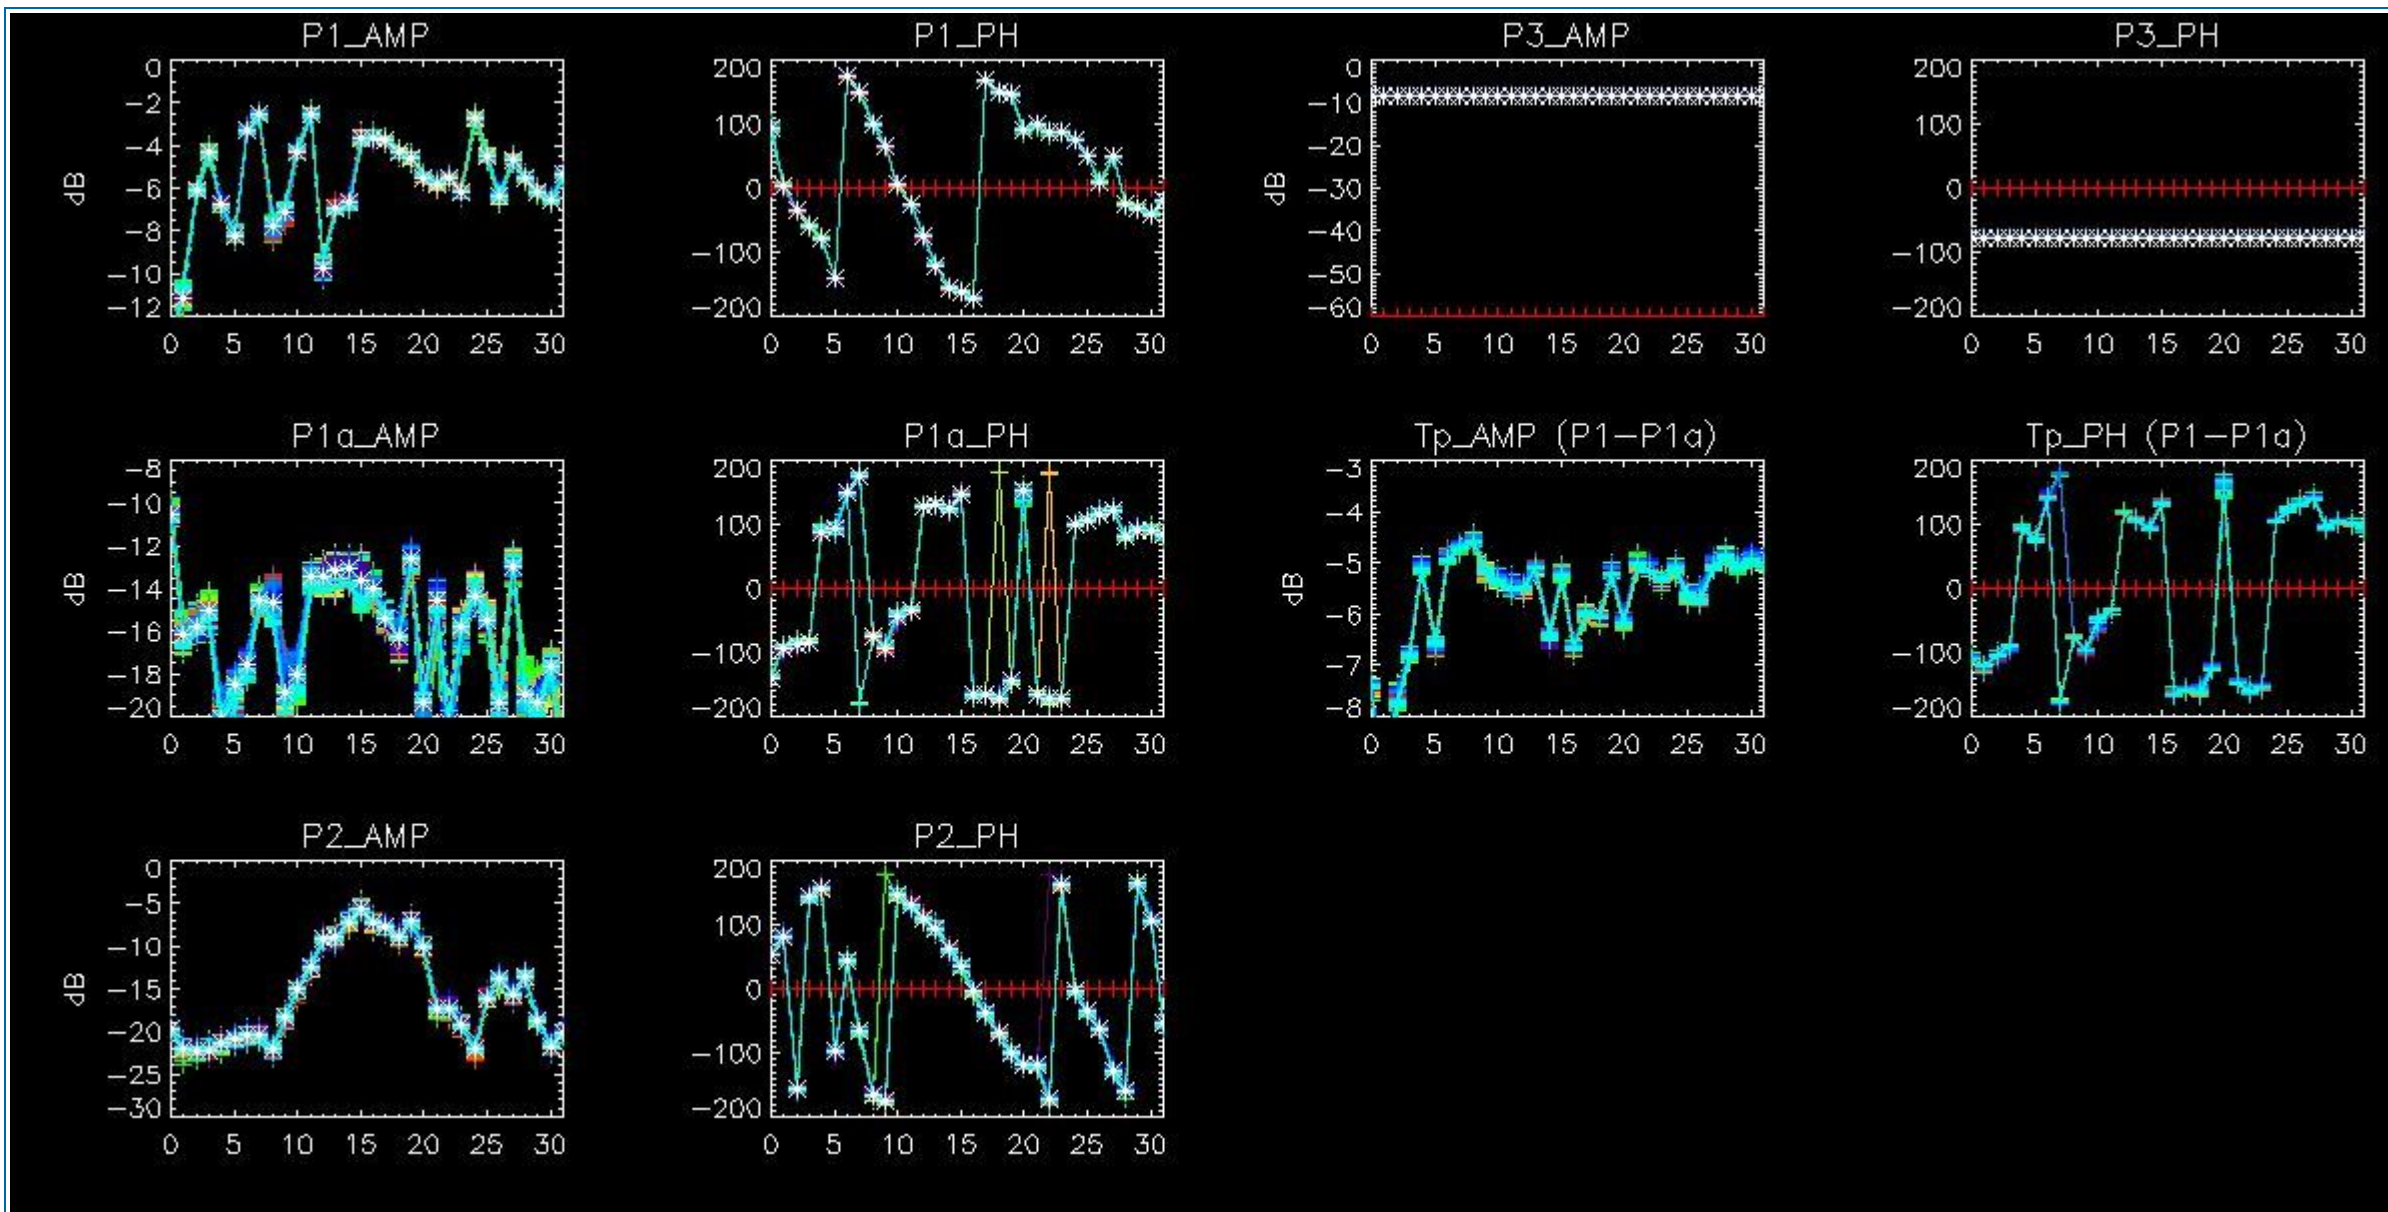 P1_AMP P1_PH P3_AMP P3_PH
0 200 0 200
-2
-4 100 -10 100
dB -6 0 dB -20 0
-8 -30
-10 -100 -40 -100
-12 -200 -50 -200
-60
0 5 10 15 20 25 30 0 5 10 15 20 25 30 0 5 10 15 20 25 30 0 5 10 15 20 25 30
P1a_AMP P1a_PH Tp_AMP (P1-P1a) Tp_PH (P1-P1a)
-8 200 -3 200
-10 100 -4 100
-12
dB -14 0 dB -5 0
-16 -6
-18 -100 -7 -100
-20 -200 -8 -200
0 5 10 15 20 25 30 0 5 10 15 20 25 30 0 5 10 15 20 25 30 0 5 10 15 20 25 30
P2_AMP P2_PH
0 200
-5 100
-10
dB -15 0
-20
-25 -100
-30 -200
0 5 10 15 20 25 30 0 5 10 15 20 25 30